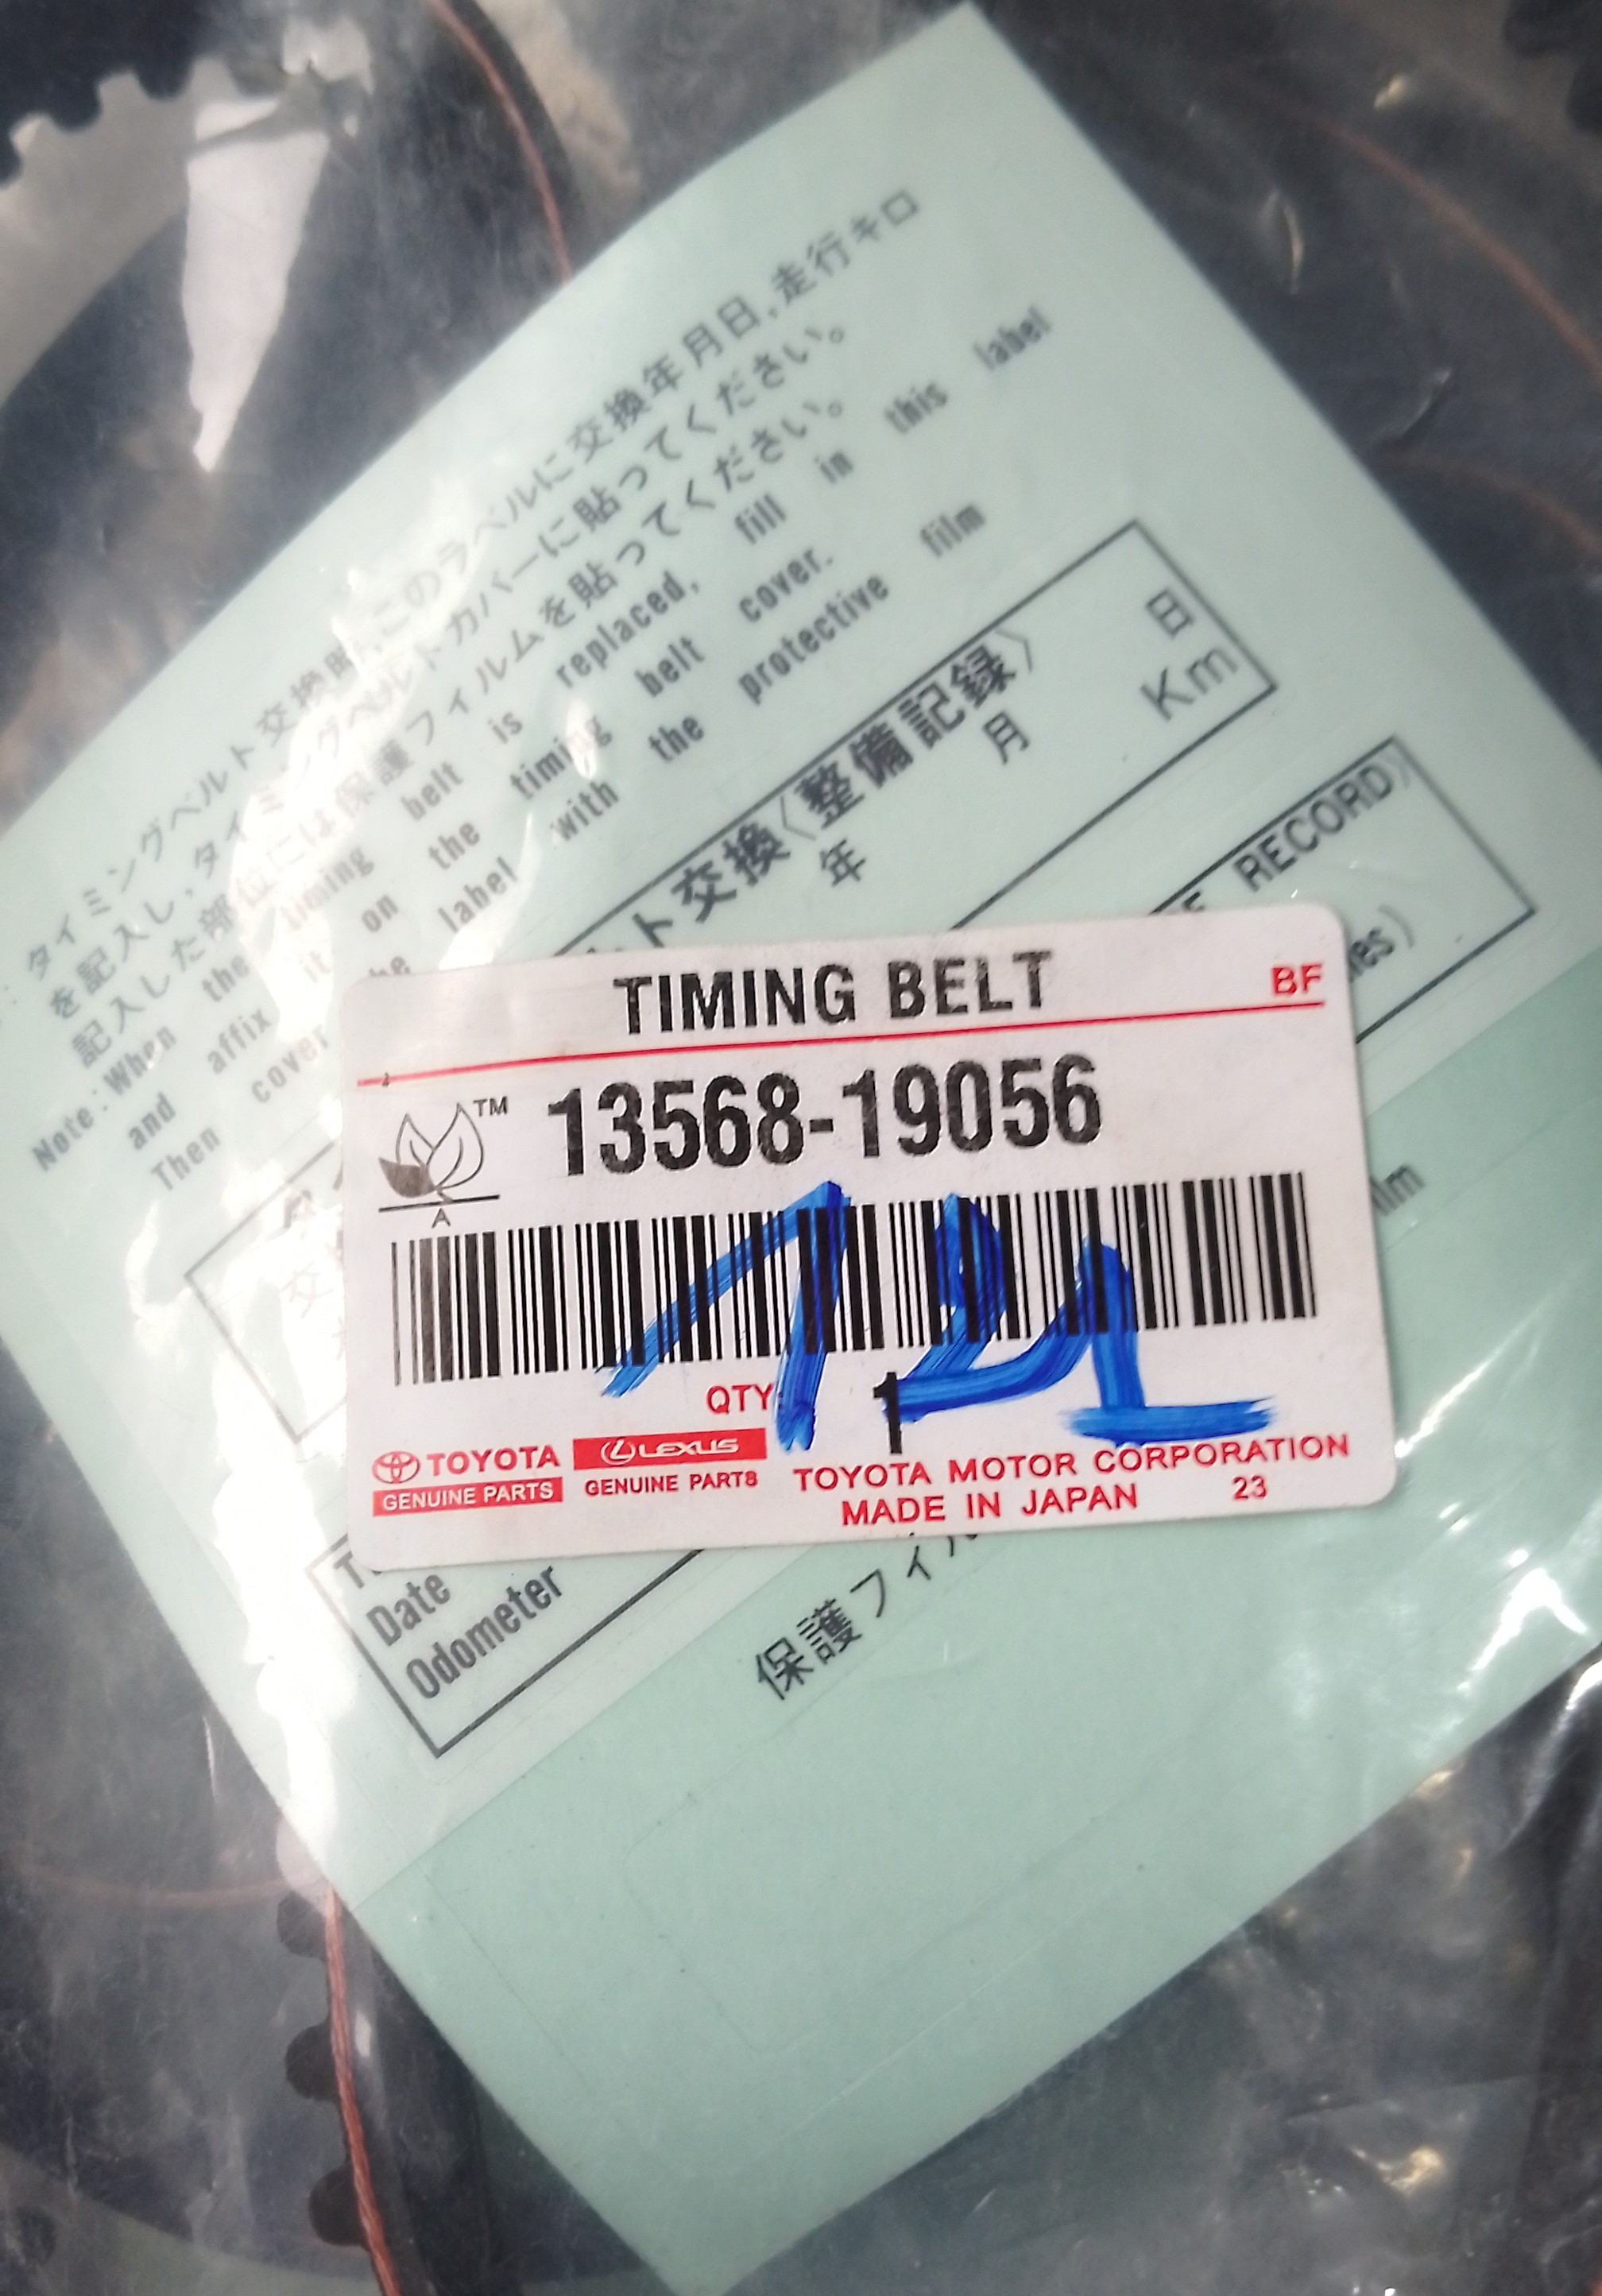 タイミングベルト交換時,このラベルに交換年月日,走行キロ
を記入し,タイミングベルトカバーに貼ってください。
記入した部位には保護フィルムを貼ってください。
Note:When the timing belt is replaced, fill in this label
and affix it on the timing belt cover.
Then cover the label with the protective film
ト交換〈整備記録〉
年 月 日
Km
RECORD》
TIMING BELT BF
TM
13568-19056
A
QTY 1
TOYOTA
GENUINE PARTS
LEXUS
GENUINE PARTS
TOYOTA MOTOR CORPORATION
MADE IN JAPAN 23
Date
Odometer
保護フィル